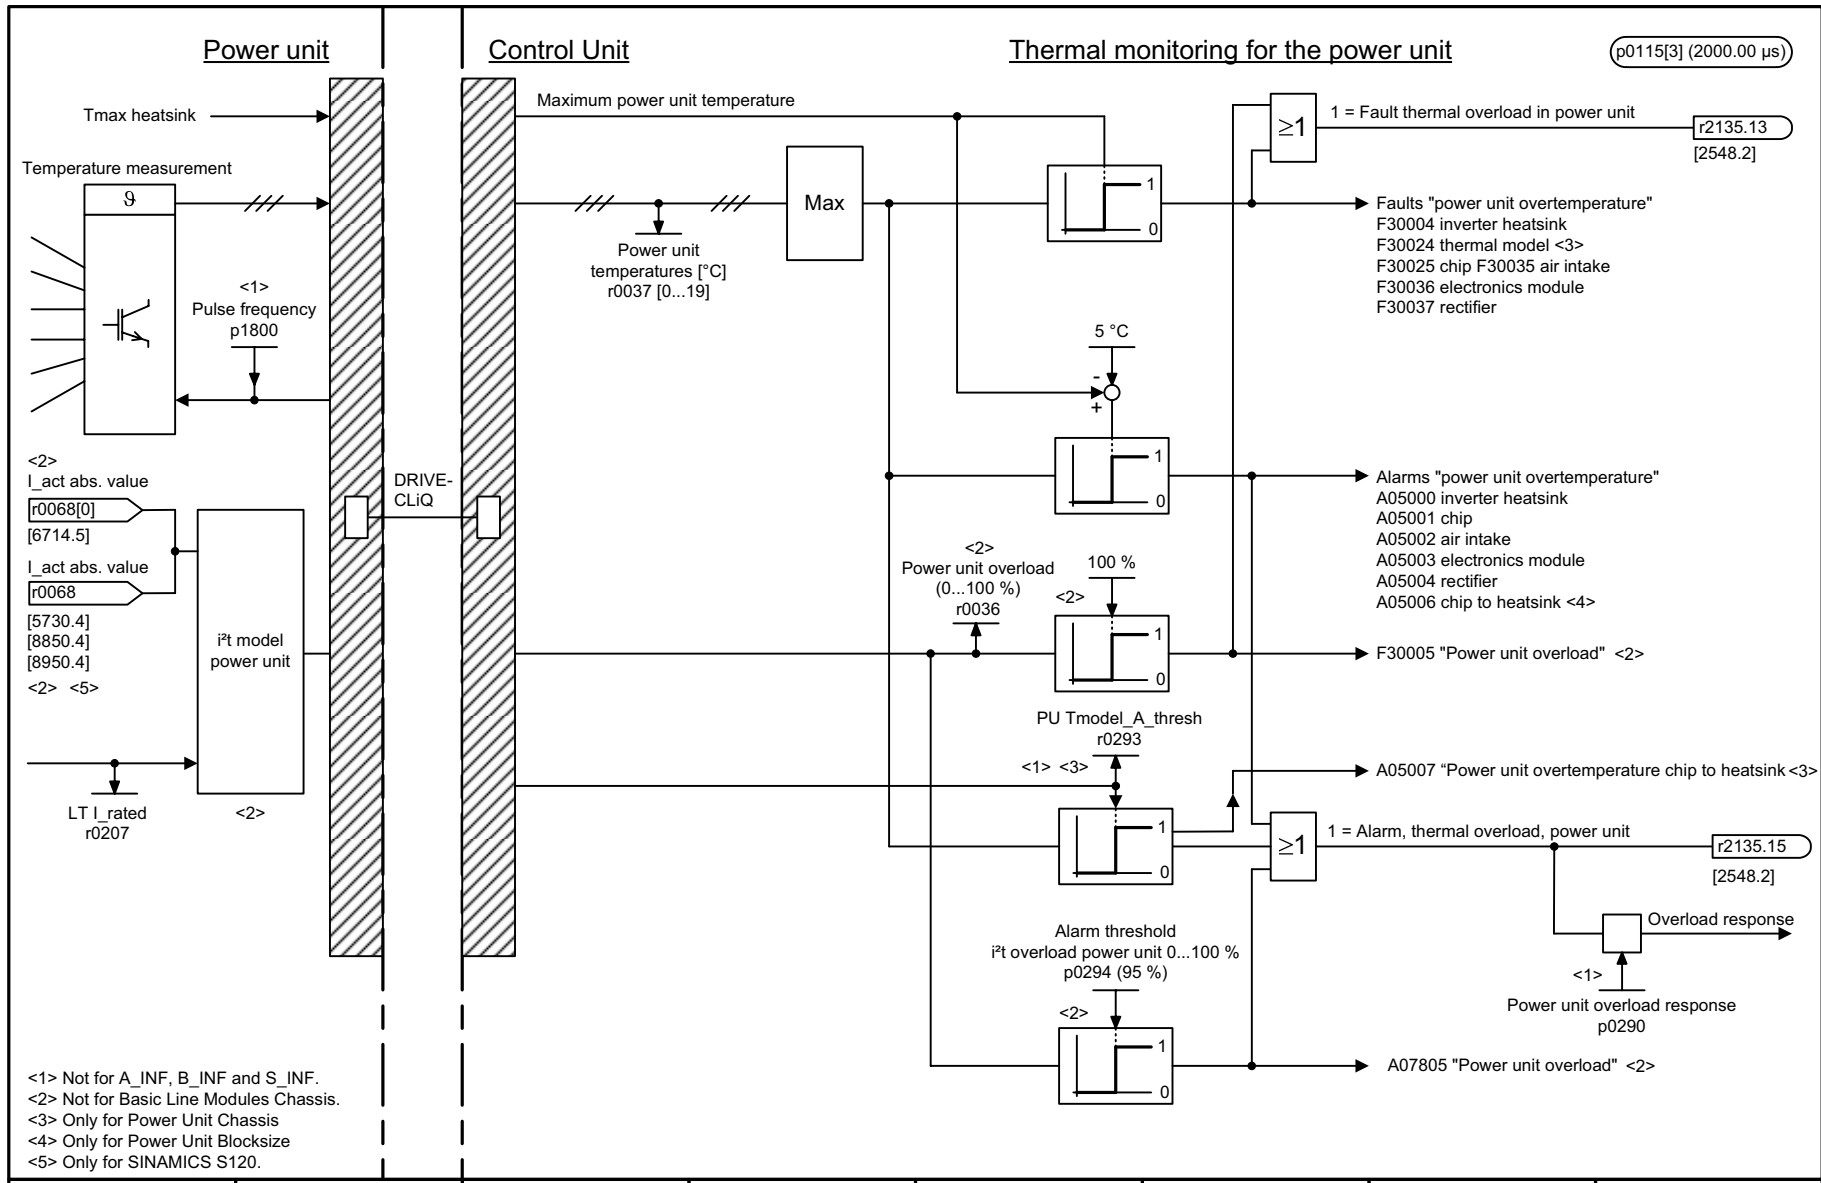 Power unit
Control Unit
Thermal monitoring for the power unit
p0115[3] (2000.00 µs)
Tmax heatsink
Maximum power unit temperature
≥1
1 = Fault thermal overload in power unit
r2135.13
[2548.2]
Temperature measurement
ϑ
Max
1
0
Power unit
temperatures [°C]
r0037 [0...19]
Faults "power unit overtemperature"
F30004 inverter heatsink
F30024 thermal model <3>
F30025 chip F30035 air intake
F30036 electronics module
F30037 rectifier
<1>
Pulse frequency
p1800
5 °C
-
+
<2>
I_act abs. value
r0068[0]
[6714.5]
I_act abs. value
r0068
[5730.4]
[8850.4]
[8950.4]
<2> <5>
i²t model
power unit
DRIVE-
CLiQ
1
0
Alarms "power unit overtemperature"
A05000 inverter heatsink
A05001 chip
A05002 air intake
A05003 electronics module
A05004 rectifier
A05006 chip to heatsink <4>
<2>
Power unit overload
(0...100 %)
r0036
100 %
<2>
1
0
F30005 "Power unit overload" <2>
PU Tmodel_A_thresh
r0293
<1> <3>
A05007 “Power unit overtemperature chip to heatsink <3>
LT I_rated
r0207
<2>
1
0
≥1
1 = Alarm, thermal overload, power unit
r2135.15
[2548.2]
Overload response
<1>
Power unit overload response
p0290
Alarm threshold
i²t overload power unit 0...100 %
p0294 (95 %)
<2>
1
0
A07805 "Power unit overload" <2>
<1> Not for A_INF, B_INF and S_INF.
<2> Not for Basic Line Modules Chassis.
<3> Only for Power Unit Chassis
<4> Only for Power Unit Blocksize
<5> Only for SINAMICS S120.